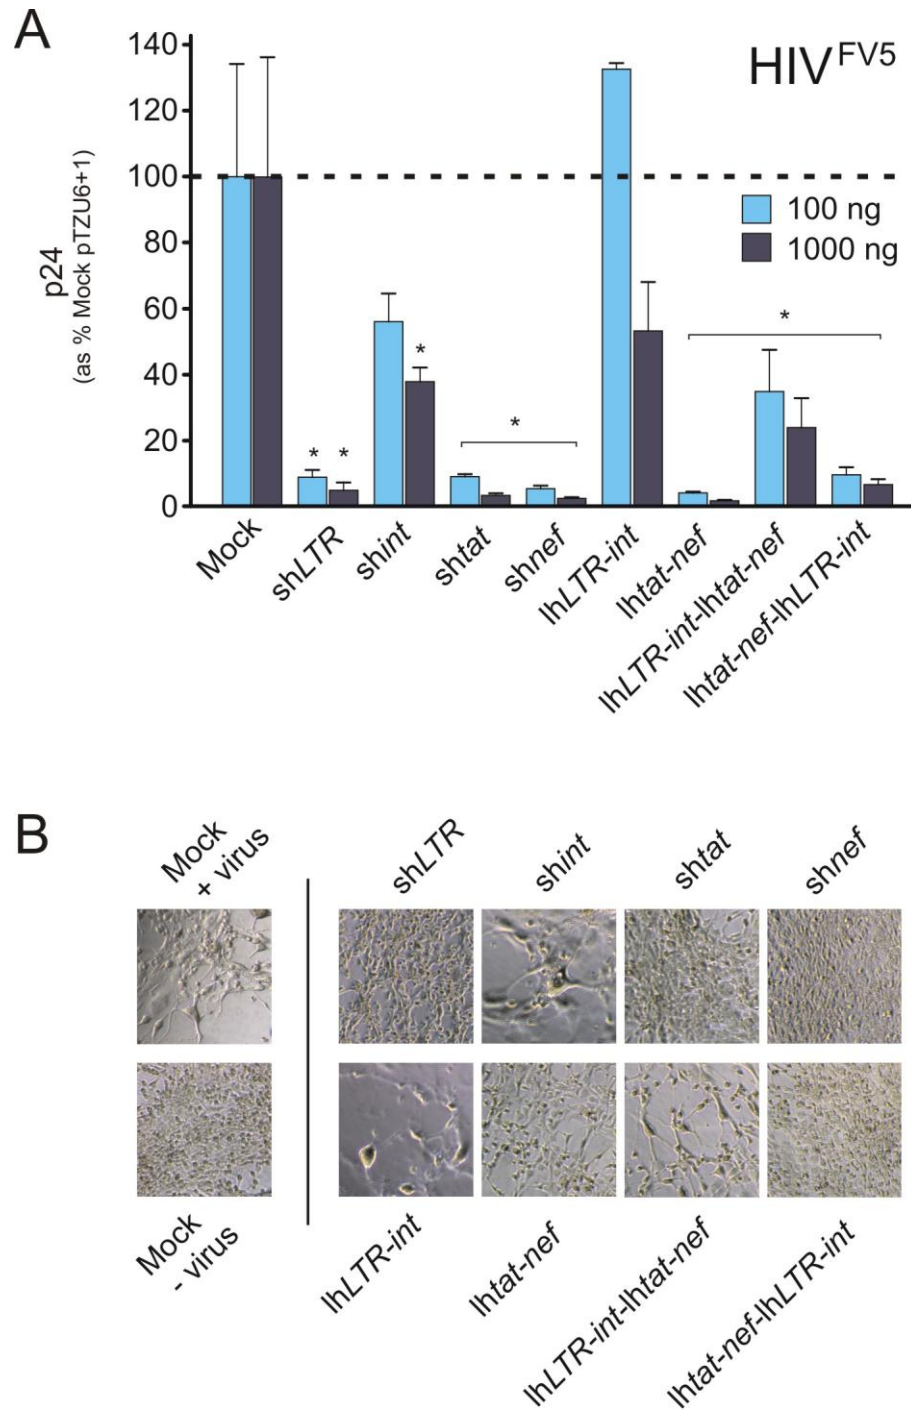 A
HIV^FV5
p24
(as % Mock pTZU6+1)
140
120
100
80
60
40
20
0
100 ng
1000 ng
*
*
*
*
*
Mock
shLTR
shint
shtat
shnef
lhLTR-int
lhtat-nef
lhLTR-int-lhtat-nef
lhtat-nef-lhLTR-int
B
Mock
+ virus
shLTR
shint
shtat
shnef
Mock
- virus
lhLTR-int
lhtat-nef
lhLTR-int-lhtat-nef
lhtat-nef-lhLTR-int